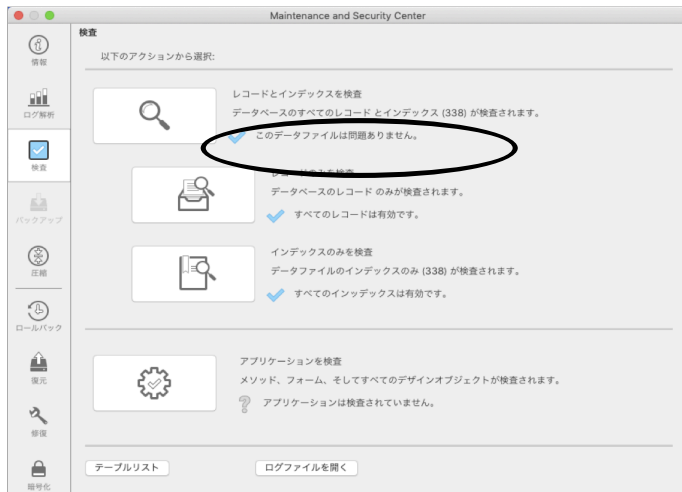 Maintenance and Security Center
検査
以下のアクションから選択:
情報
ログ解析
検査
バックアップ
圧縮
ロールバック
復元
修復
暗号化
レコードとインデックスを検査
データベースのすべてのレコード とインデックス (338) が検査されます。
このデータファイルは問題ありません。
レコードのみを検査
データベースのレコード のみが検査されます。
すべてのレコードは有効です。
インデックスのみを検査
データファイルのインデックスのみ (338) が検査されます。
すべてのインッデックスは有効です。
アプリケーションを検査
メソッド、フォーム、そしてすべてのデザインオブジェクトが検査されます。
アプリケーションは検査されていません。
テーブルリスト
ログファイルを開く